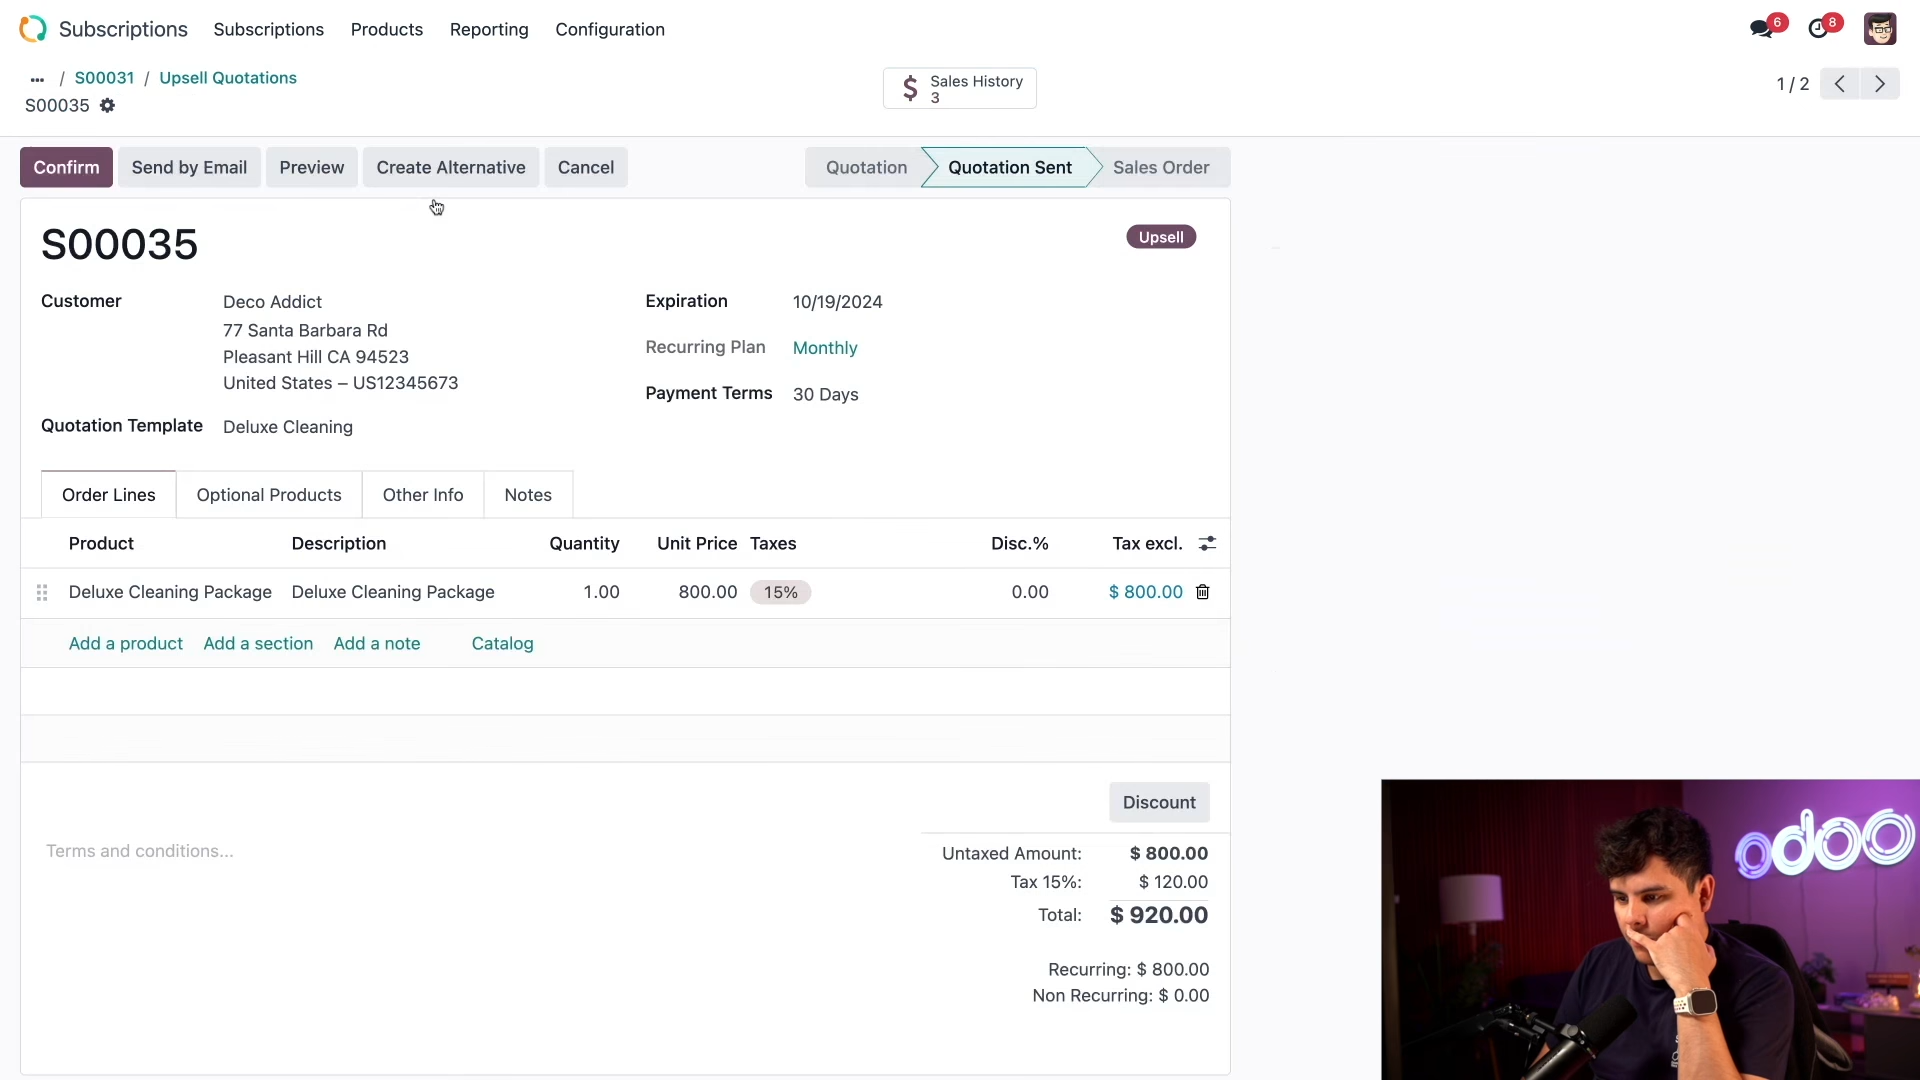 Subscriptions Subscriptions Products Reporting Configuration 6 8
... / S00031 / Upsell Quotations
S00035
$ Sales History
3
1 / 2
Confirm Send by Email Preview Create Alternative Cancel Quotation Quotation Sent Sales Order
S00035 Upsell
Customer Deco Addict
77 Santa Barbara Rd
Pleasant Hill CA 94523
United States – US12345673
Quotation Template Deluxe Cleaning
Expiration 10/19/2024
Recurring Plan Monthly
Payment Terms 30 Days
Order Lines Optional Products Other Info Notes
Product Description Quantity Unit Price Taxes Disc.% Tax excl.
Deluxe Cleaning Package Deluxe Cleaning Package 1.00 800.00 15% 0.00 $ 800.00
Add a product Add a section Add a note Catalog
Discount
Terms and conditions...
Untaxed Amount: $ 800.00
Tax 15%: $ 120.00
Total: $ 920.00
Recurring: $ 800.00
Non Recurring: $ 0.00
odoo